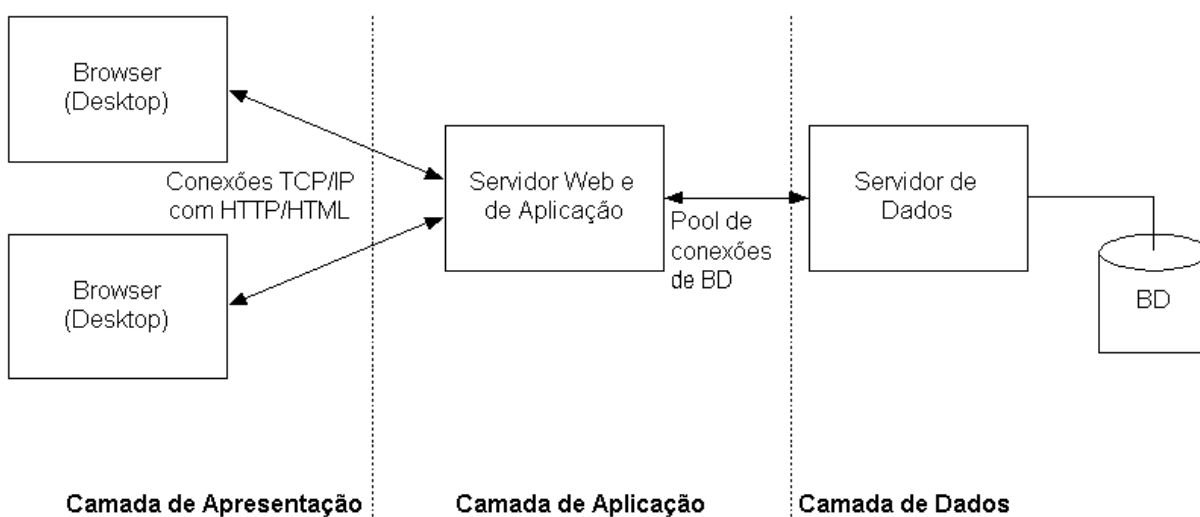 Browser
(Desktop)
Conexões TCP/IP
com HTTP/HTML
Browser
(Desktop)
Servidor Web e
de Aplicação
Pool de
conexões
de BD
Servidor de
Dados
BD
Camada de Apresentação
Camada de Aplicação
Camada de Dados